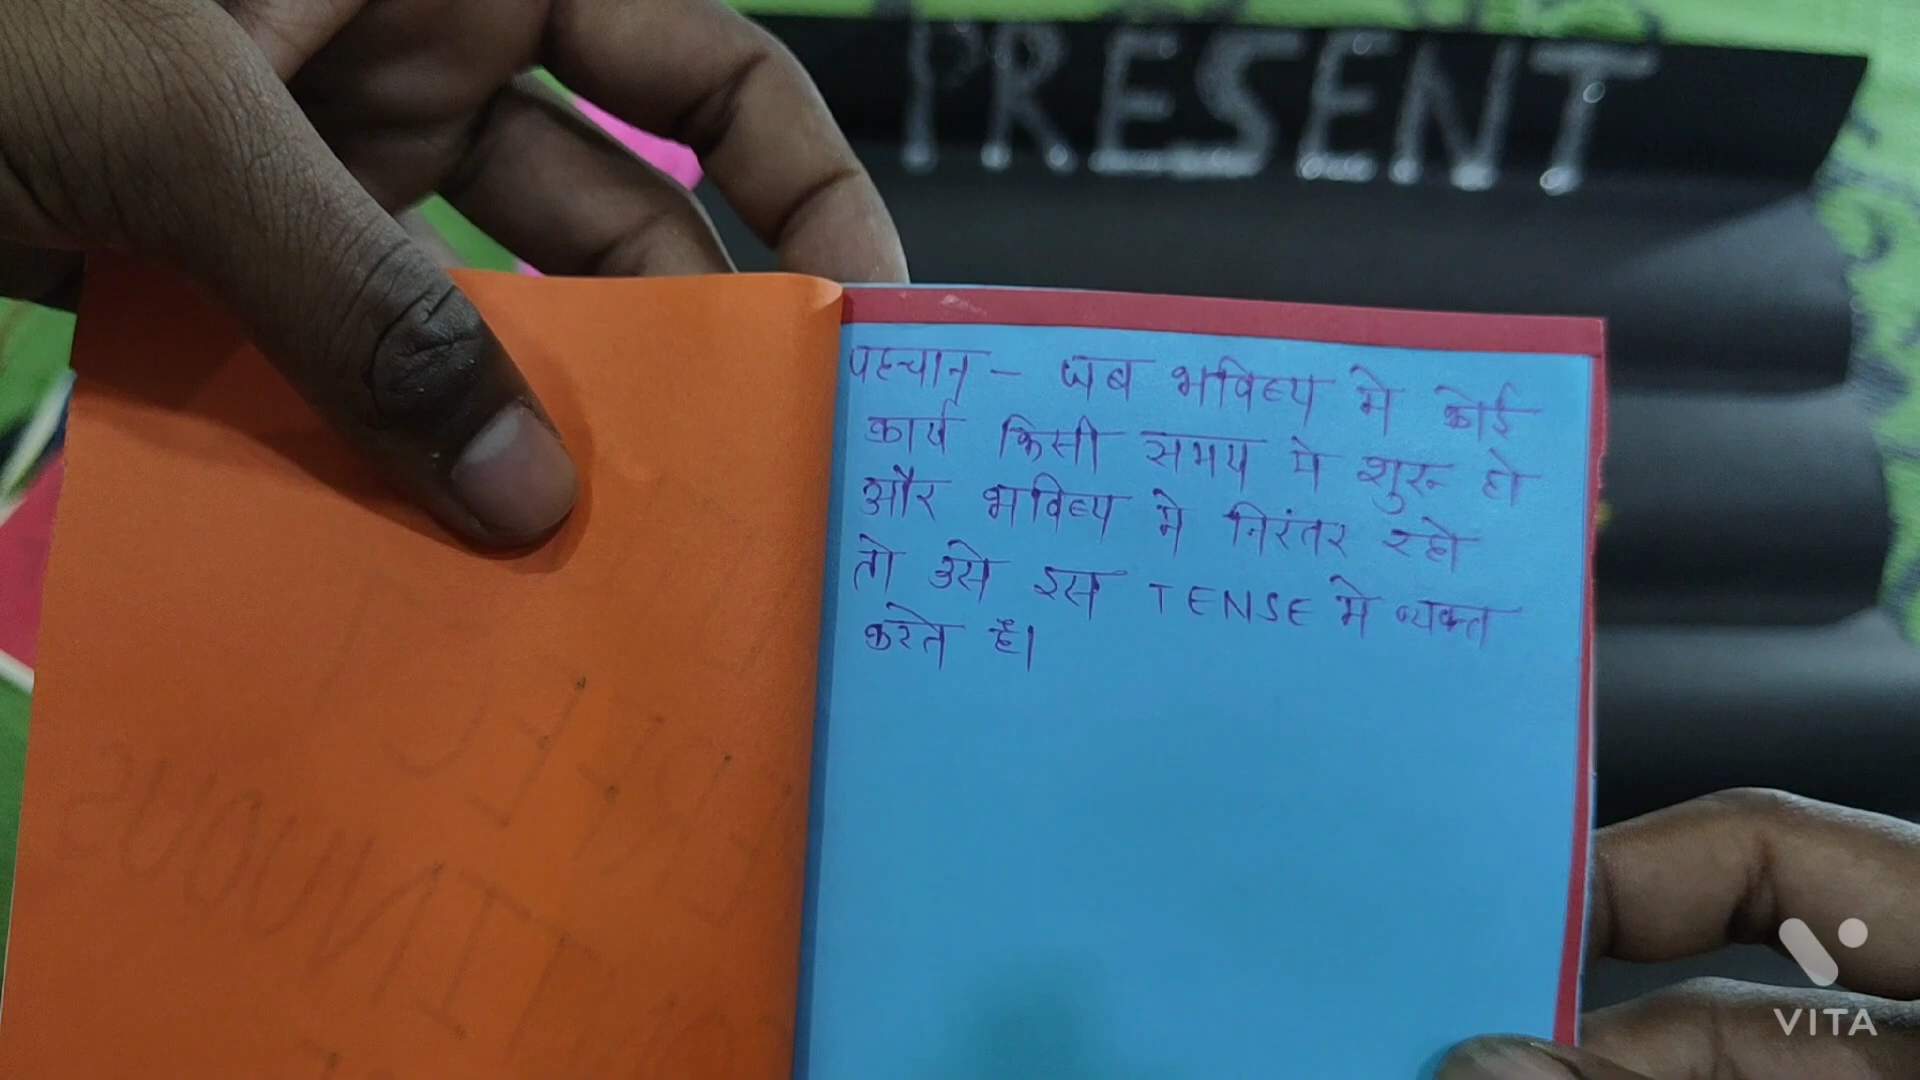 PRESENT
पहचान - जब भविष्य मे कोई
कार्य किसी समय मे शुरू हो
और भविष्य मे निरंतर रहे
तो उसे इस TENSE मे व्यक्त
करते है।
VITA